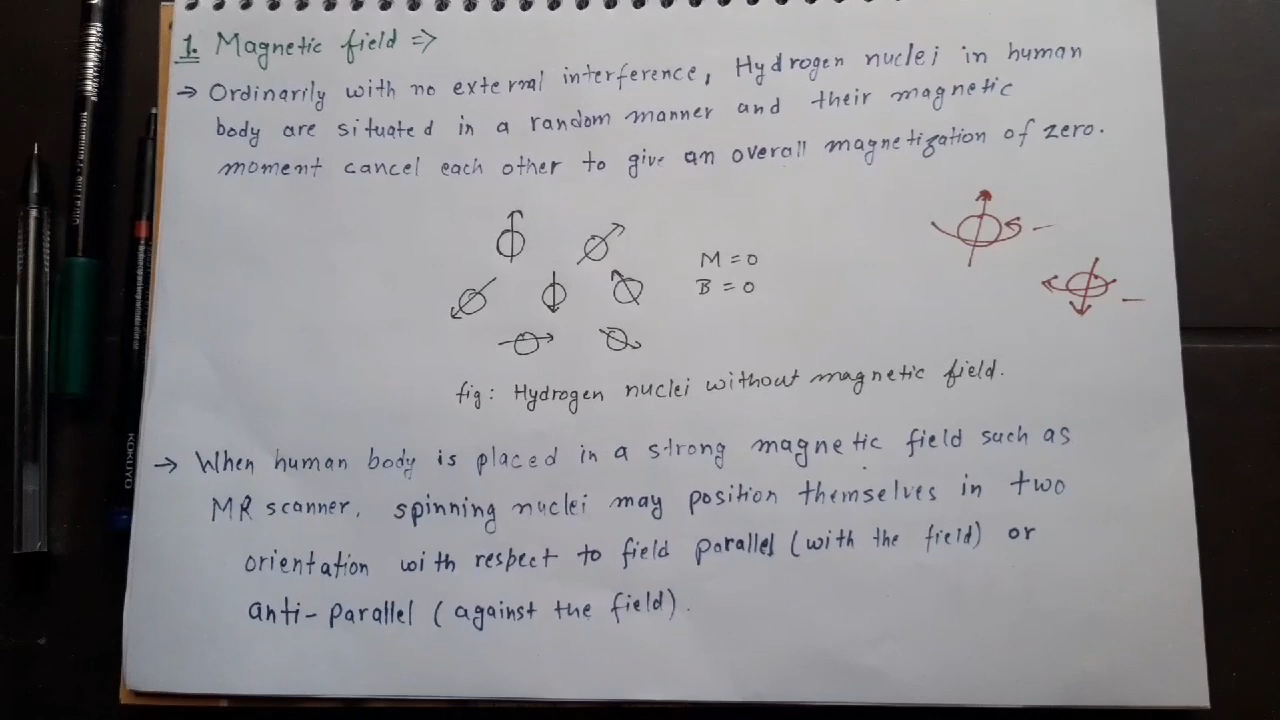 1. Magnetic field =>
→ Ordinarily with no external interference, Hydrogen nuclei in human
body are situated in a random manner and their magnetic
moment cancel each other to give an overall magnetization of zero.
M = 0
B = 0
fig: Hydrogen nuclei without magnetic field.
→ When human body is placed in a strong magnetic field such as
MR scanner, spinning nuclei may position themselves in two
orientation with respect to field parallel (with the field) or
anti-parallel (against the field).
KOKUYO